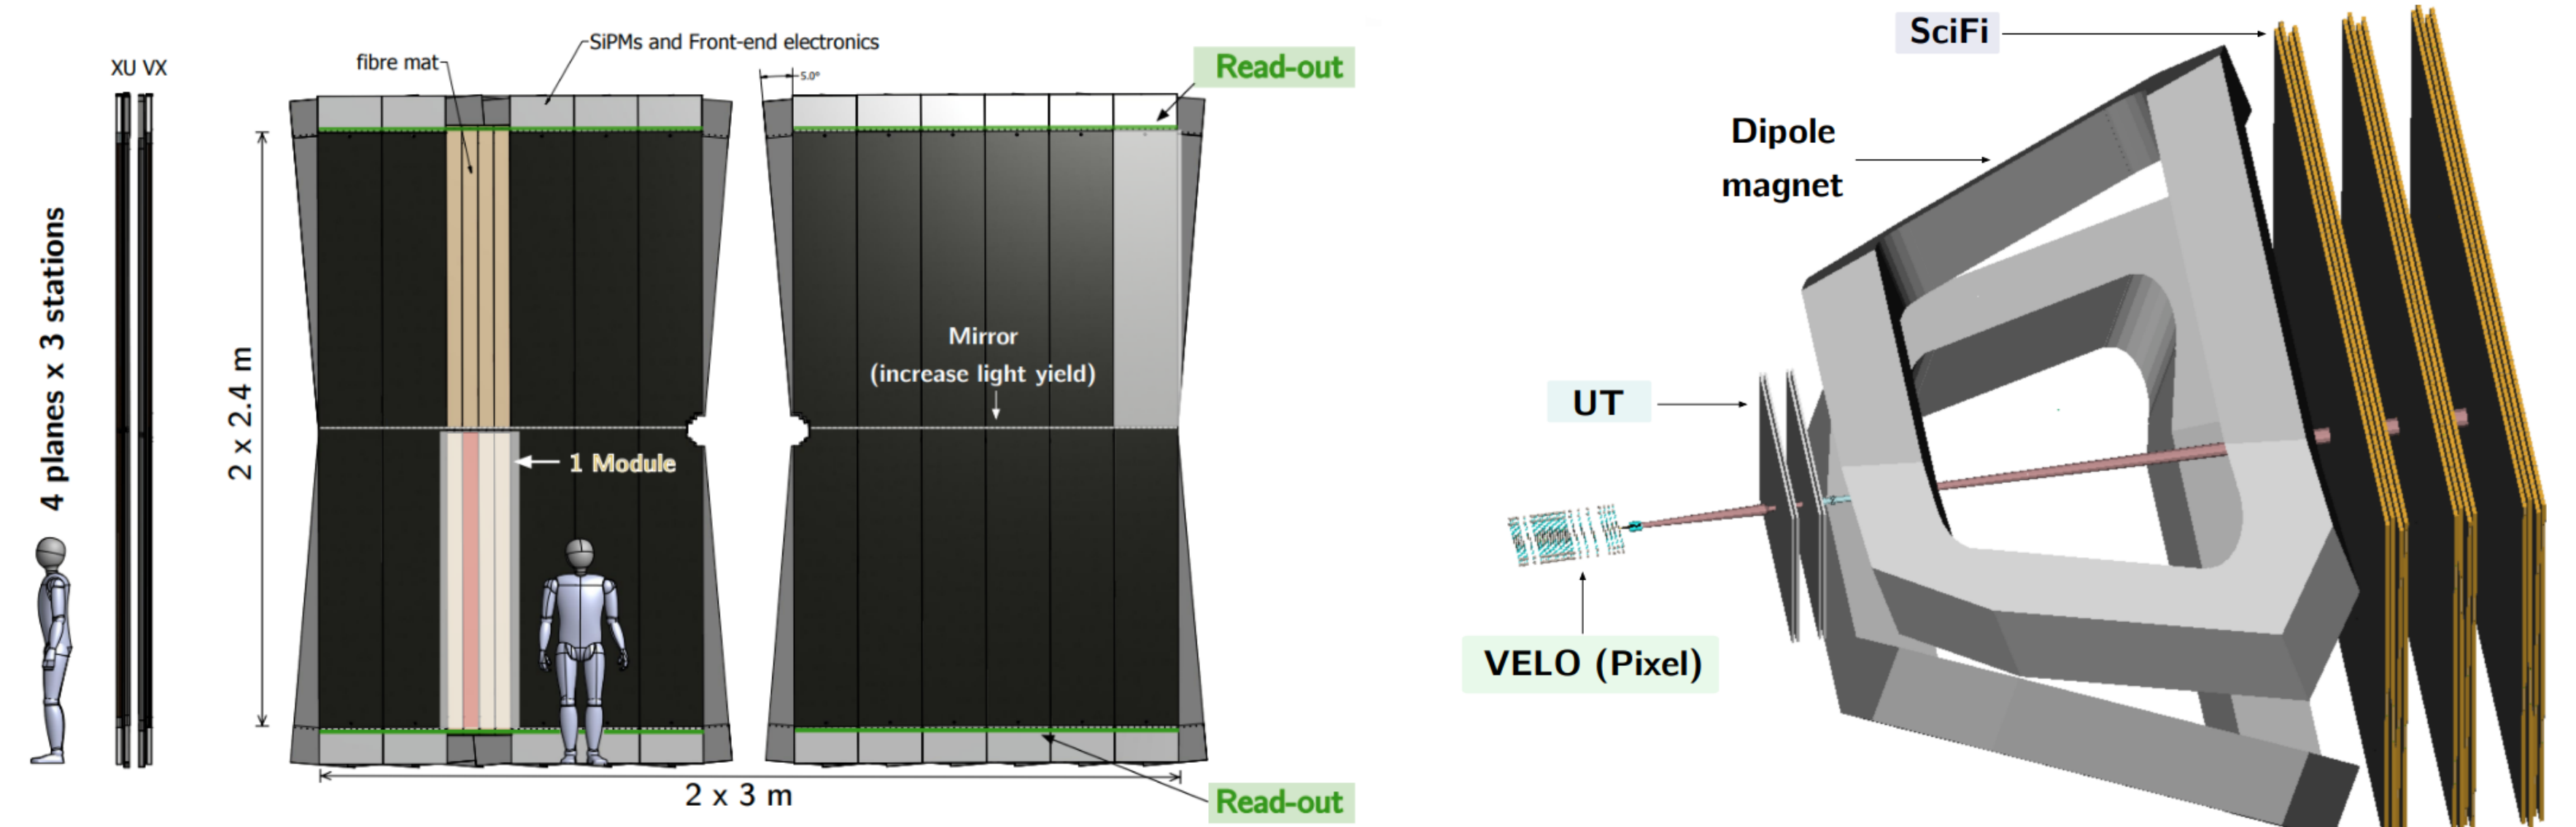 XU VX
4 planes x 3 stations
fibre mat
SiPMs and Front-end electronics
5.0°
Read-out
2 x 2.4 m
Mirror
(increase light yield)
1 Module
2 x 3 m
Read-out
SciFi
Dipole
magnet
UT
VELO (Pixel)